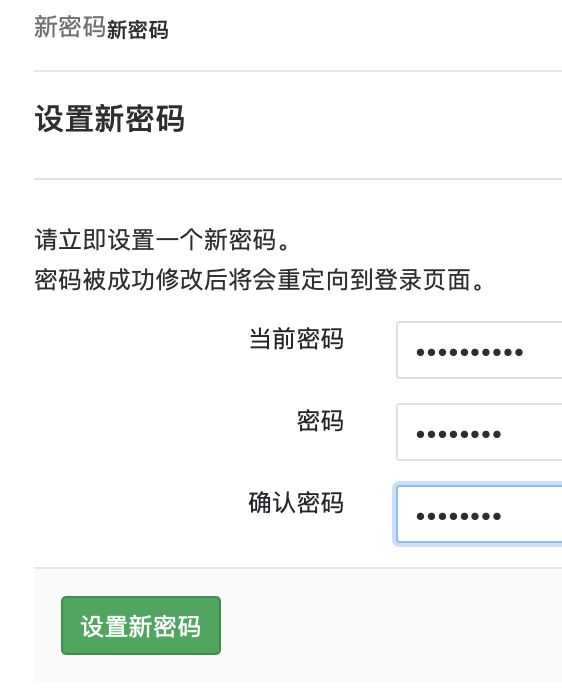 新密码新密码
设置新密码
请立即设置一个新密码。
密码被成功修改后将会重定向到登录页面。
当前密码 ••••••••••
密码 ••••••••
确认密码 ••••••••
设置新密码